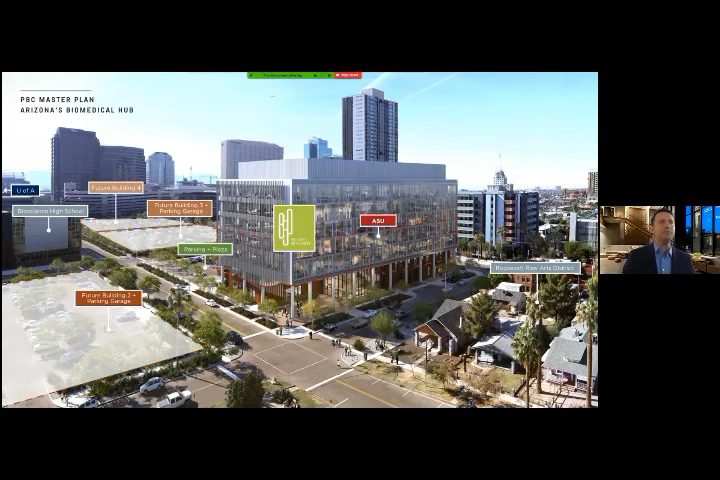 PBC MASTER PLAN
ARIZONA'S BIOMEDICAL HUB
U of A
Bioscience High School
Future Building 4
Future Building 3 +
Parking Garage
Parking + Plaza
ASU
Roosevelt Row Arts District
Future Building 2 +
Parking Garage